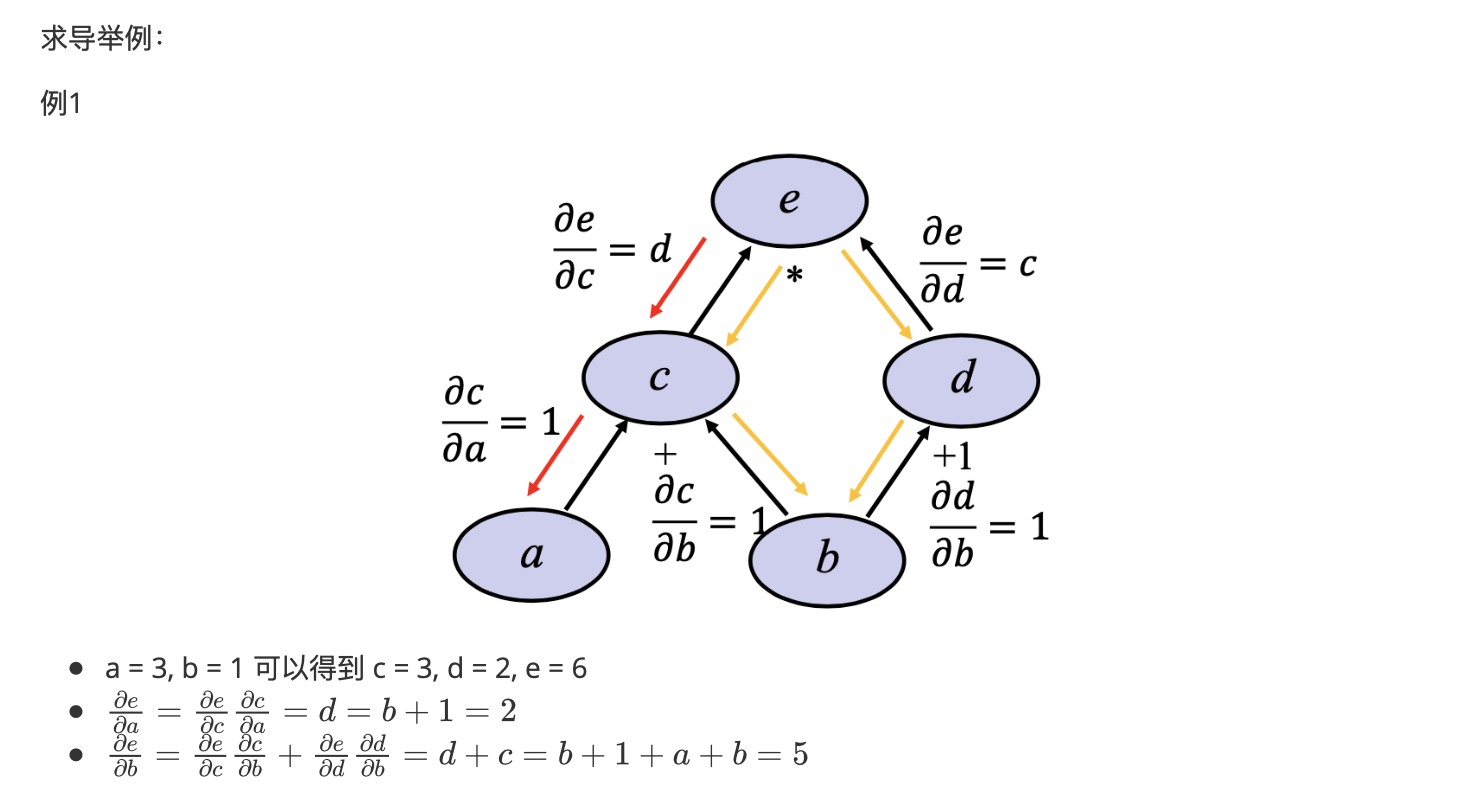 求导举例：
例1
e
∂e/∂c = d
*
∂e/∂d = c
c
d
∂c/∂a = 1
+
∂c/∂b = 1
+1
∂d/∂b = 1
a
b
a = 3, b = 1 可以得到 c = 3, d = 2, e = 6
∂e/∂a = ∂e/∂c ∂c/∂a = d = b + 1 = 2
∂e/∂b = ∂e/∂c ∂c/∂b + ∂e/∂d ∂d/∂b = d + c = b + 1 + a + b = 5